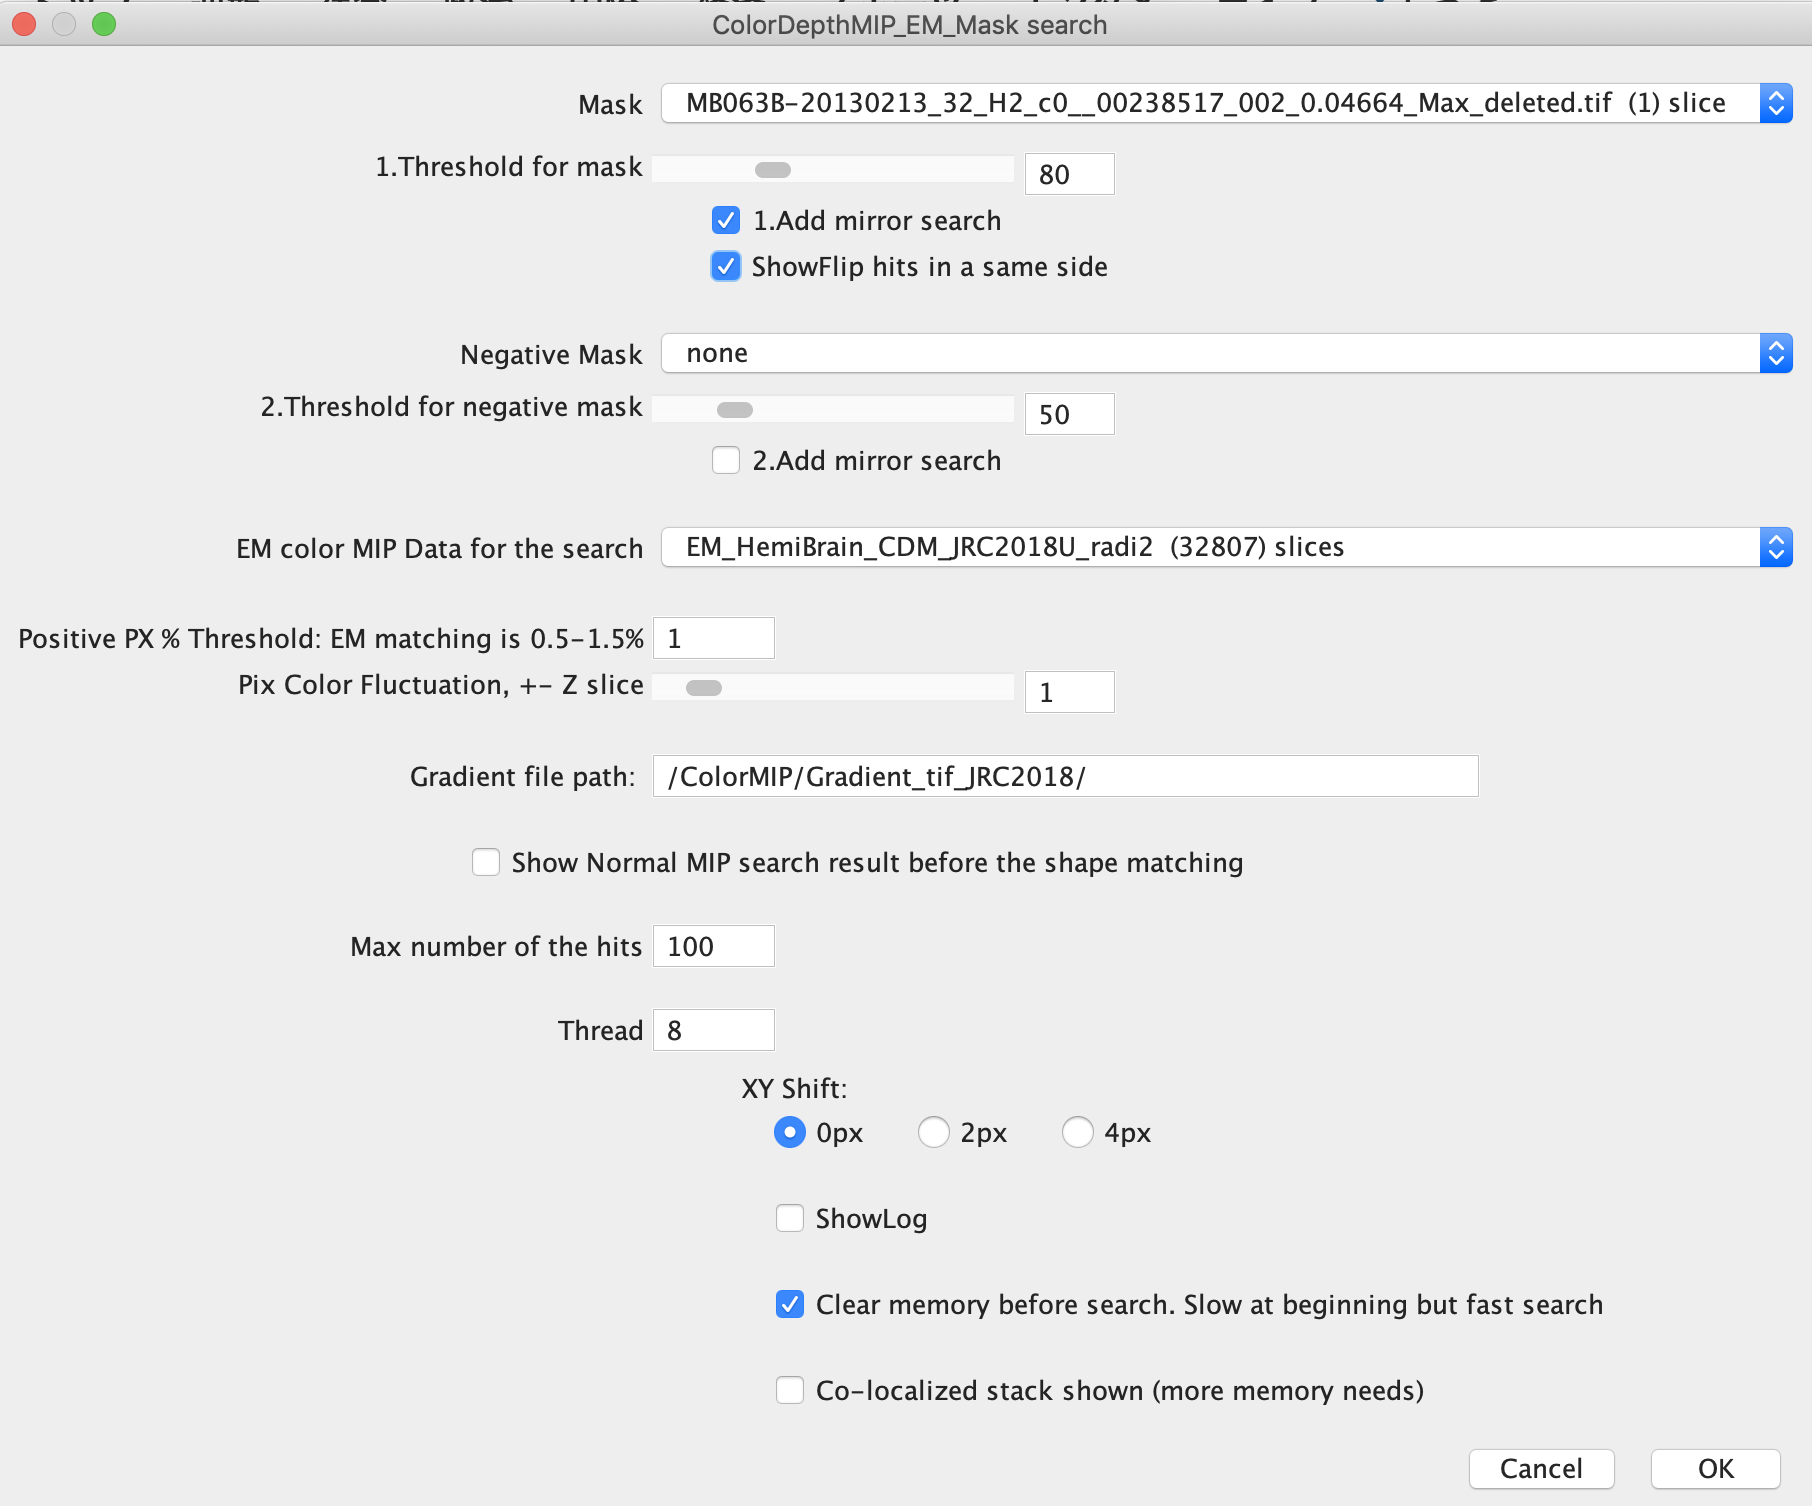 ColorDepthMIP_EM_Mask search
Mask MB063B-20130213_32_H2_c0__00238517_002_0.04664_Max_deleted.tif (1) slice
1.Threshold for mask 80
1.Add mirror search
ShowFlip hits in a same side
Negative Mask none
2.Threshold for negative mask 50
2.Add mirror search
EM color MIP Data for the search EM_HemiBrain_CDM_JRC2018U_radi2 (32807) slices
Positive PX % Threshold: EM matching is 0.5-1.5% 1
Pix Color Fluctuation, +- Z slice 1
Gradient file path: /ColorMIP/Gradient_tif_JRC2018/
Show Normal MIP search result before the shape matching
Max number of the hits 100
Thread 8
XY Shift:
0px 2px 4px
ShowLog
Clear memory before search. Slow at beginning but fast search
Co-localized stack shown (more memory needs)
Cancel OK